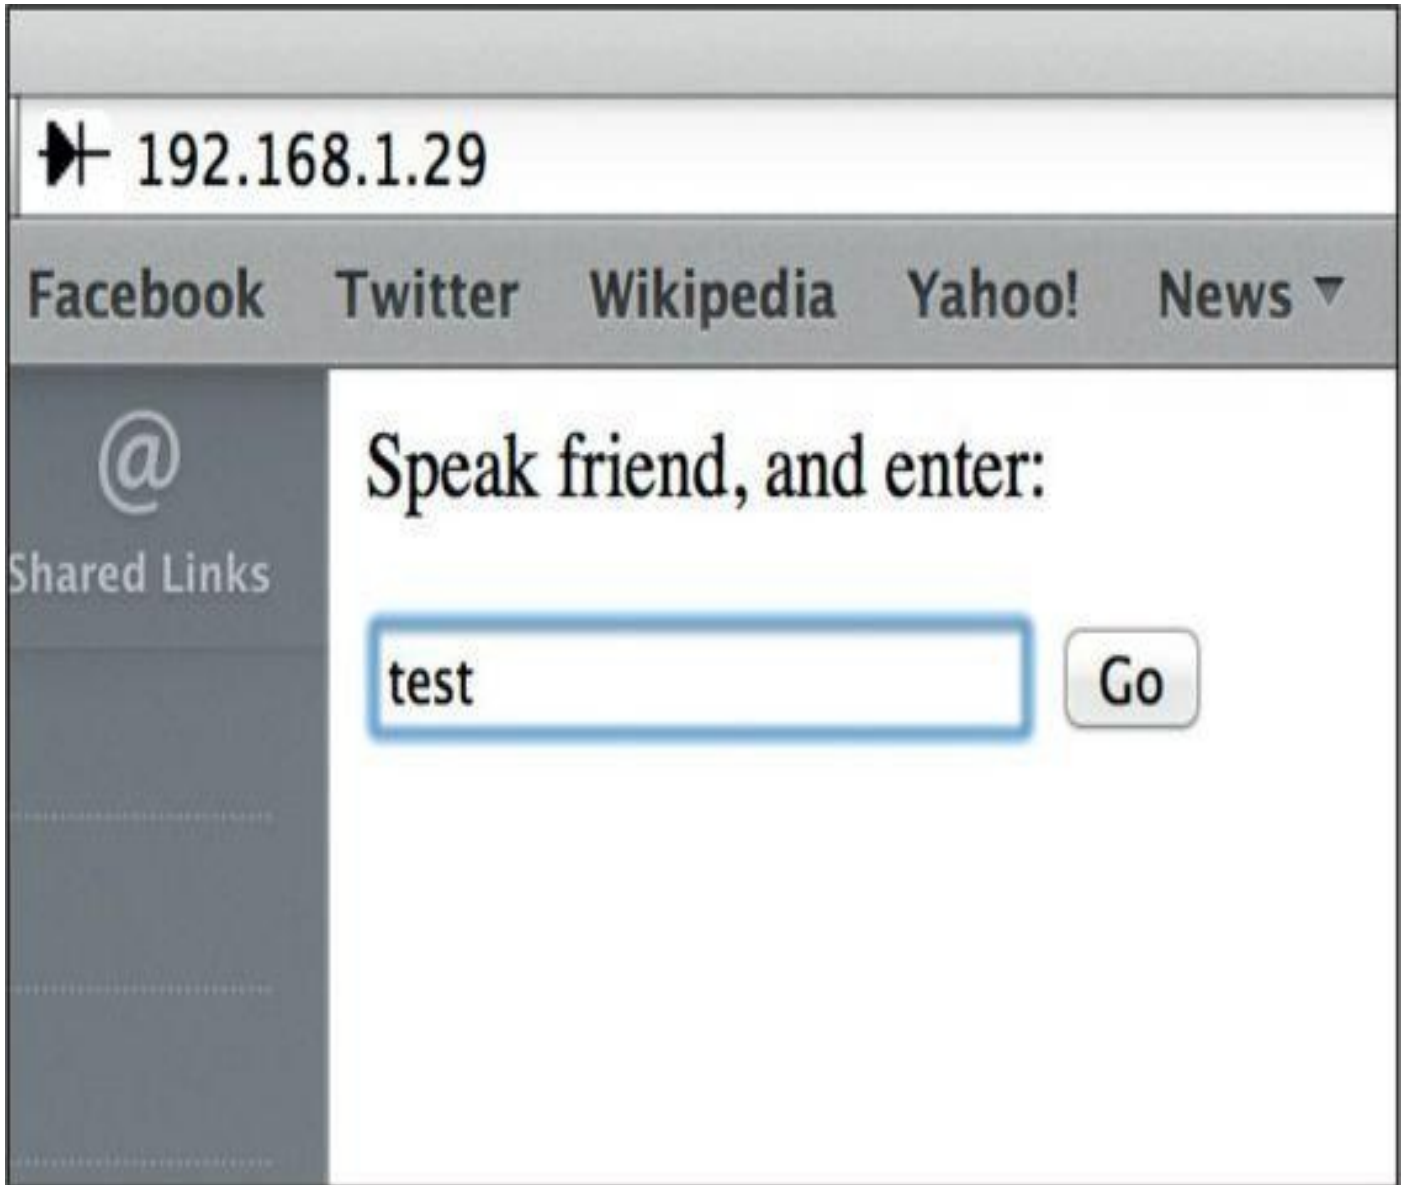 192.168.1.29
Facebook Twitter Wikipedia Yahoo! News ▼
@
Shared Links
Speak friend, and enter:
test Go